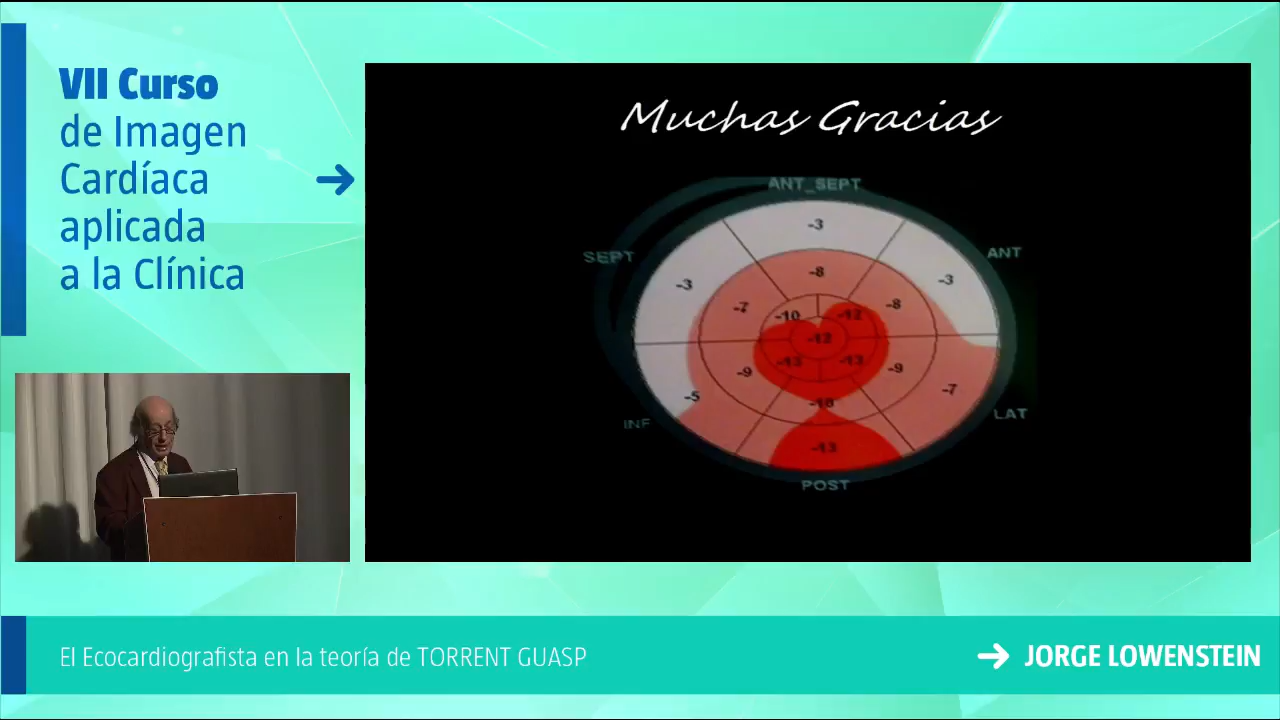 VII Curso
de Imagen
Cardíaca
aplicada
a la Clínica
Muchas Gracias
ANT_SEPT
SEPT
ANT
-3
-3
-3
-8
-7
-8
-10
-12
-12
-13
-13
-9
-9
-5
-7
-10
-13
INF
LAT
POST
El Ecocardiografista en la teoría de TORRENT GUASP
JORGE LOWENSTEIN